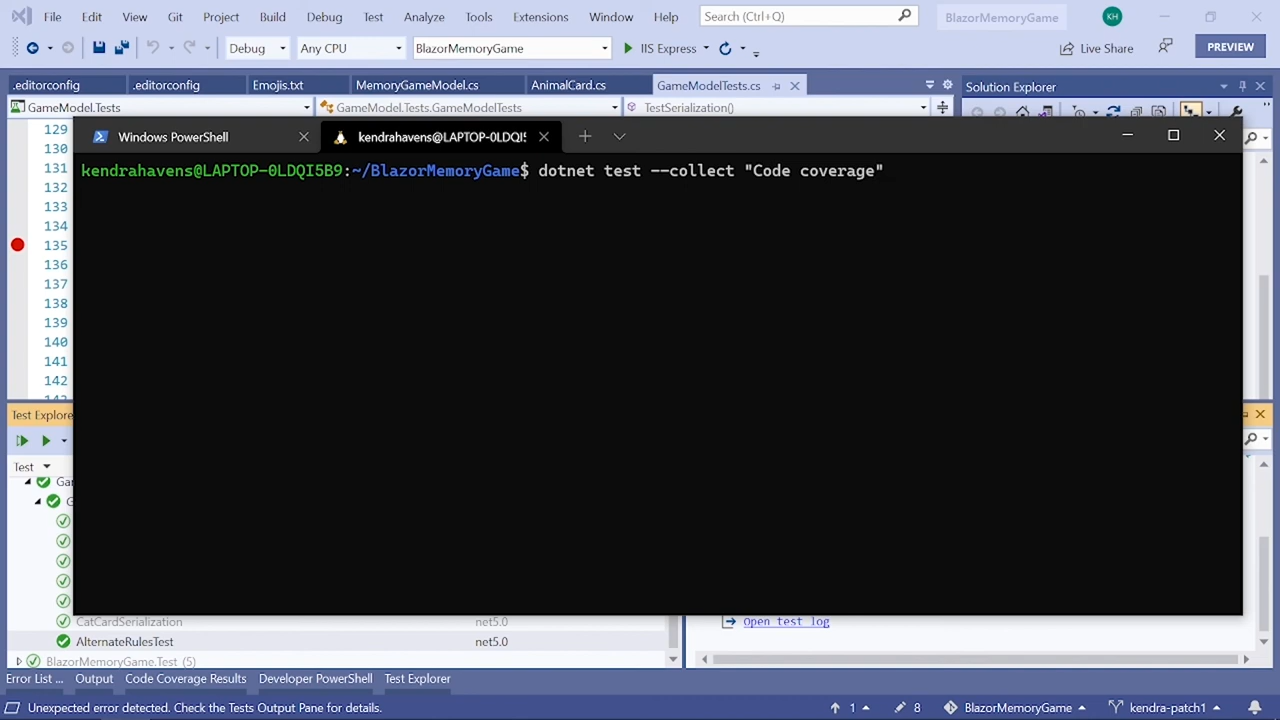 File Edit View Git Project Build Debug Test Analyze Tools Extensions Window Help Search (Ctrl+Q) BlazorMemoryGame KH
Debug Any CPU BlazorMemoryGame IIS Express Live Share PREVIEW
.editorconfig .editorconfig Emojis.txt MemoryGameModel.cs AnimalCard.cs GameModelTests.cs Solution Explorer
GameModel.Tests GameModel.Tests.GameModelTests TestSerialization()
129
130
131
132
133
134
135
136
137
138
139
140
141
142
Windows PowerShell kendrahavens@LAPTOP-0LDQI5
kendrahavens@LAPTOP-0LDQI5B9:~/BlazorMemoryGame$ dotnet test --collect "Code coverage"
Test Explore
Test
Ga
G
CatCardSerialization net5.0
AlternateRulesTest net5.0
BlazorMemoryGame.Test (5)
Open test log
Error List ... Output Code Coverage Results Developer PowerShell Test Explorer
Unexpected error detected. Check the Tests Output Pane for details. 1 8 BlazorMemoryGame kendra-patch1